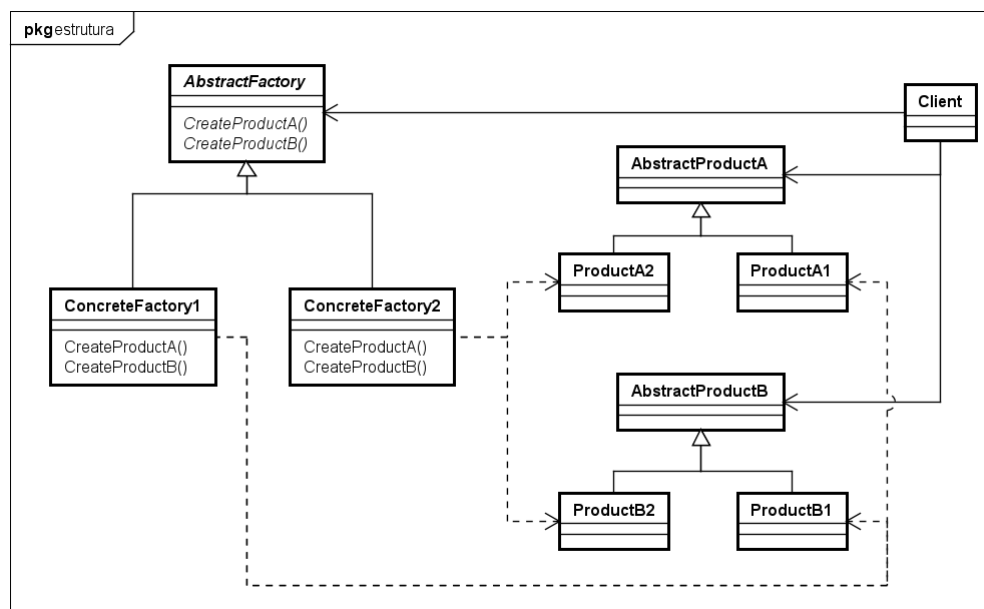 pkg estrutura
AbstractFactory
CreateProductA()
CreateProductB()
Client
AbstractProductA
ProductA2
ProductA1
ConcreteFactory1
CreateProductA()
CreateProductB()
ConcreteFactory2
CreateProductA()
CreateProductB()
AbstractProductB
ProductB2
ProductB1